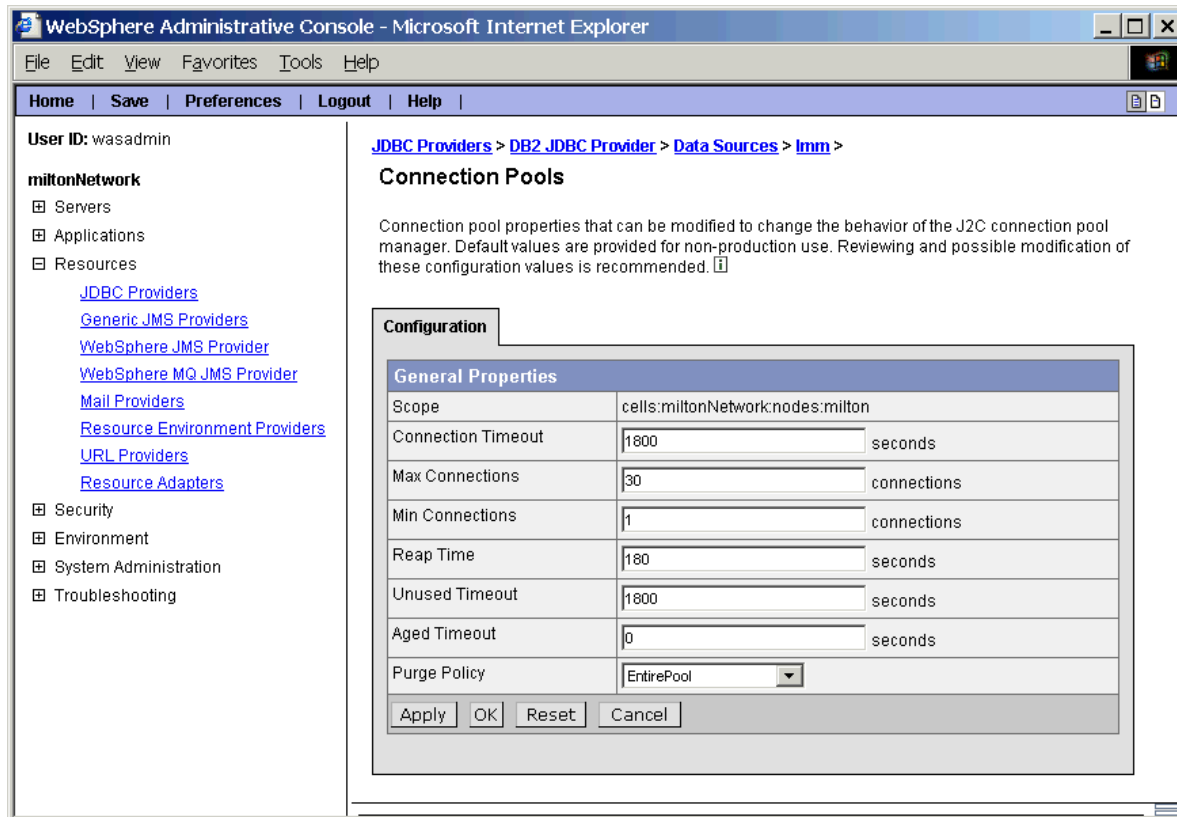 WebSphere Administrative Console - Microsoft Internet Explorer
File Edit View Favorites Tools Help
Home | Save | Preferences | Logout | Help |
User ID: wasadmin
miltonNetwork
Servers
Applications
Resources
JDBC Providers
Generic JMS Providers
WebSphere JMS Provider
WebSphere MQ JMS Provider
Mail Providers
Resource Environment Providers
URL Providers
Resource Adapters
Security
Environment
System Administration
Troubleshooting
JDBC Providers > DB2 JDBC Provider > Data Sources > lmm >
Connection Pools
Connection pool properties that can be modified to change the behavior of the J2C connection pool
manager. Default values are provided for non-production use. Reviewing and possible modification of
these configuration values is recommended. i
Configuration
General Properties
Scope cells:miltonNetwork:nodes:milton
Connection Timeout 1800 seconds
Max Connections 30 connections
Min Connections 1 connections
Reap Time 180 seconds
Unused Timeout 1800 seconds
Aged Timeout 0 seconds
Purge Policy EntirePool
Apply OK Reset Cancel